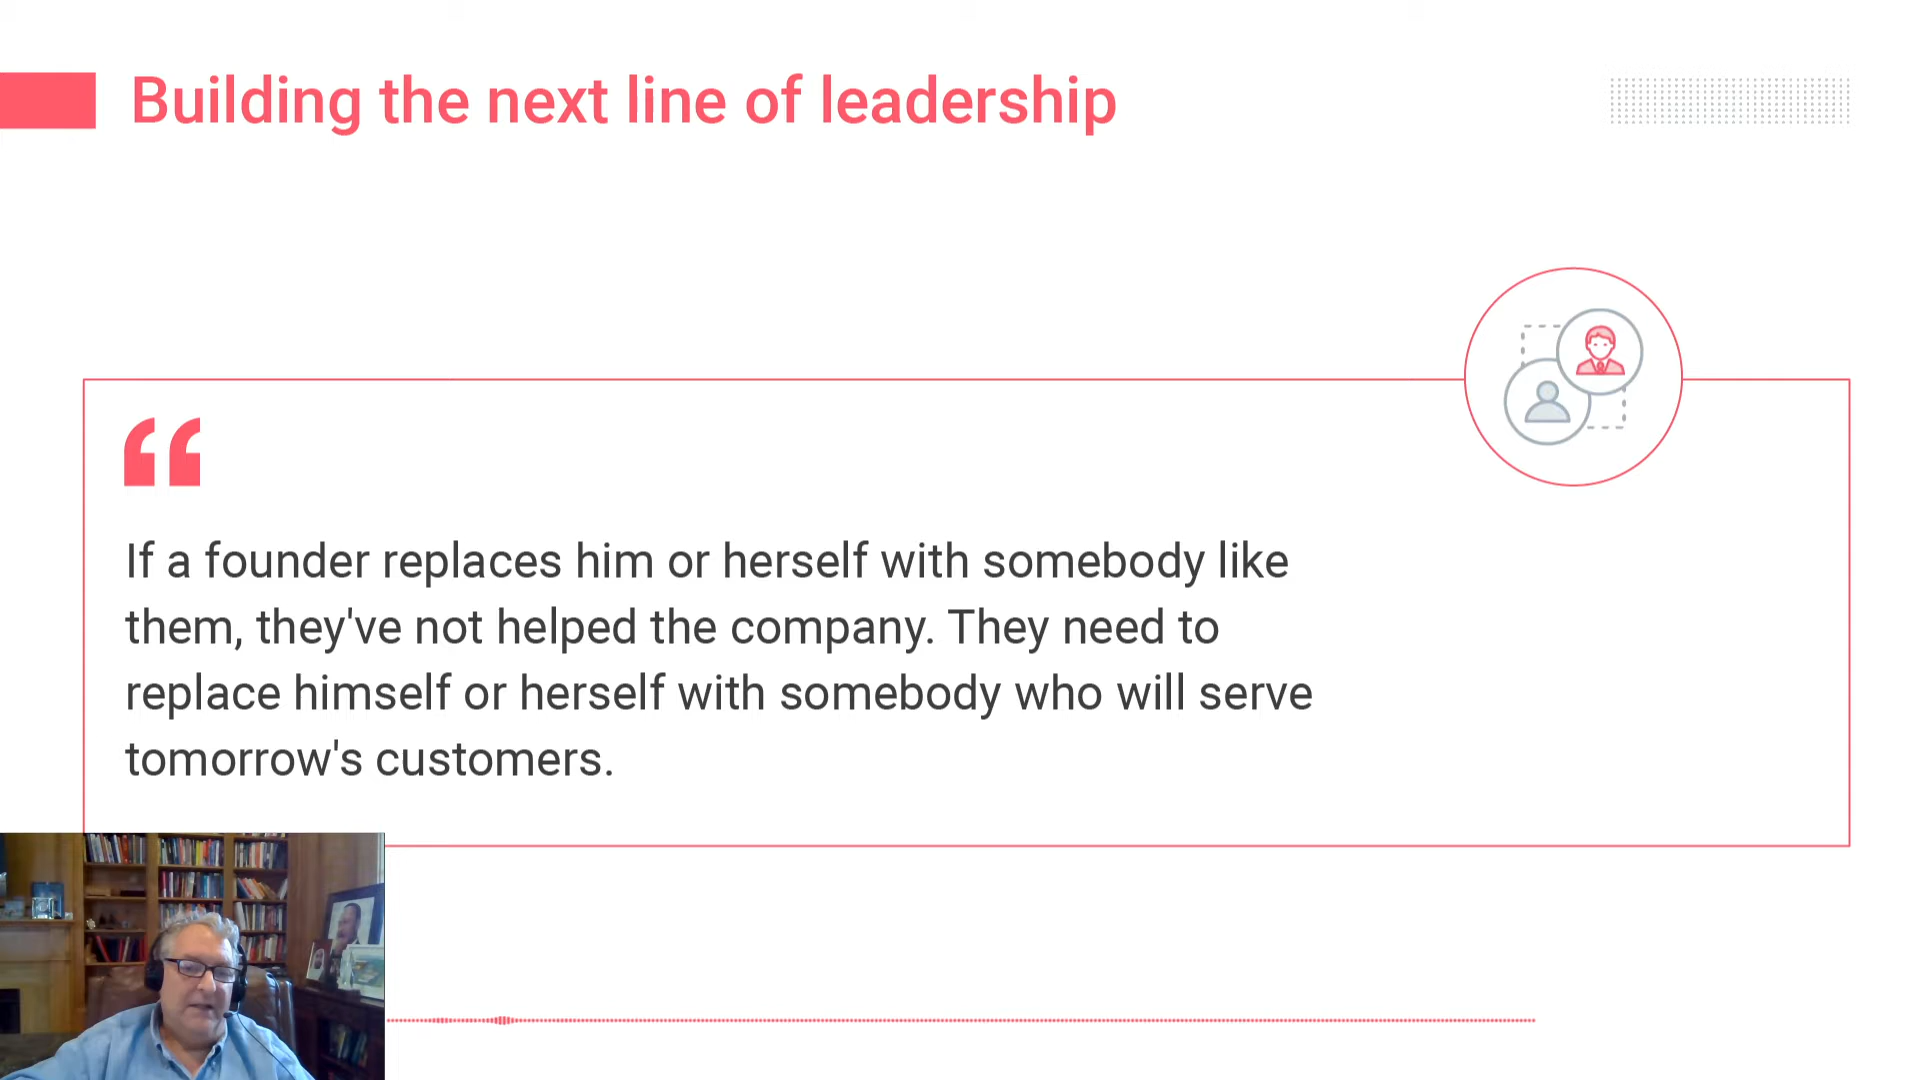 Building the next line of leadership
“
If a founder replaces him or herself with somebody like
them, they've not helped the company. They need to
replace himself or herself with somebody who will serve
tomorrow's customers.